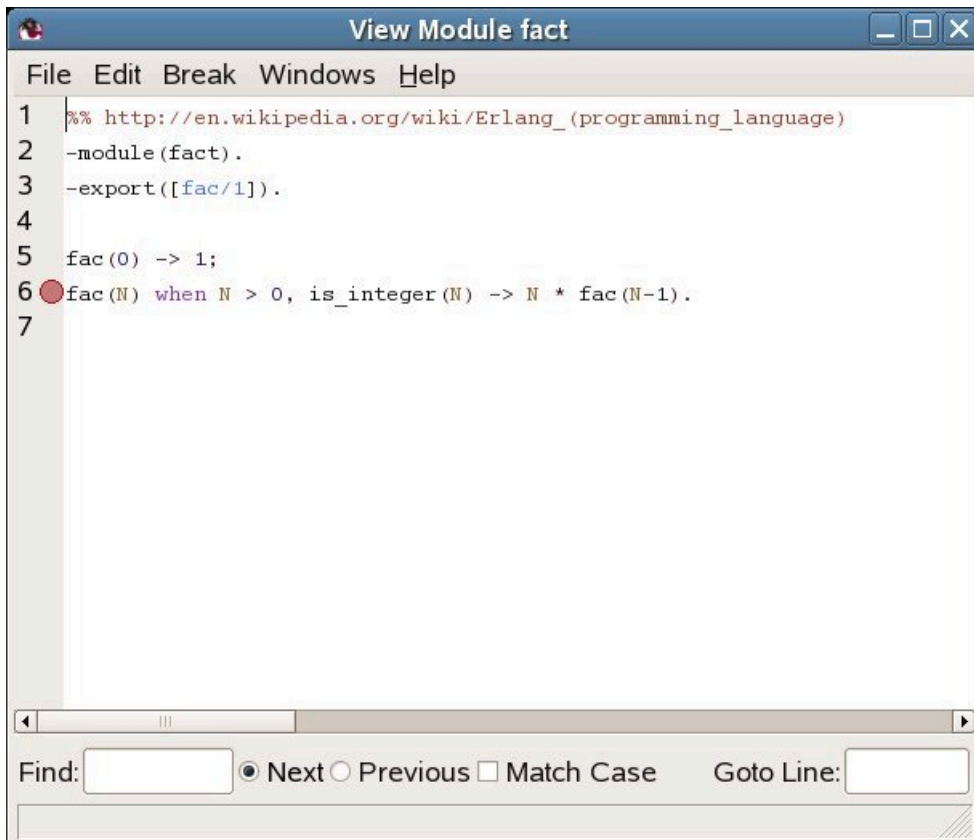 View Module fact
File Edit Break Windows Help
1 %% http://en.wikipedia.org/wiki/Erlang_(programming_language)
2 -module(fact).
3 -export([fac/1]).
4
5 fac(0) -> 1;
6 fac(N) when N > 0, is_integer(N) -> N * fac(N-1).
7
Find: Next Previous Match Case Goto Line: